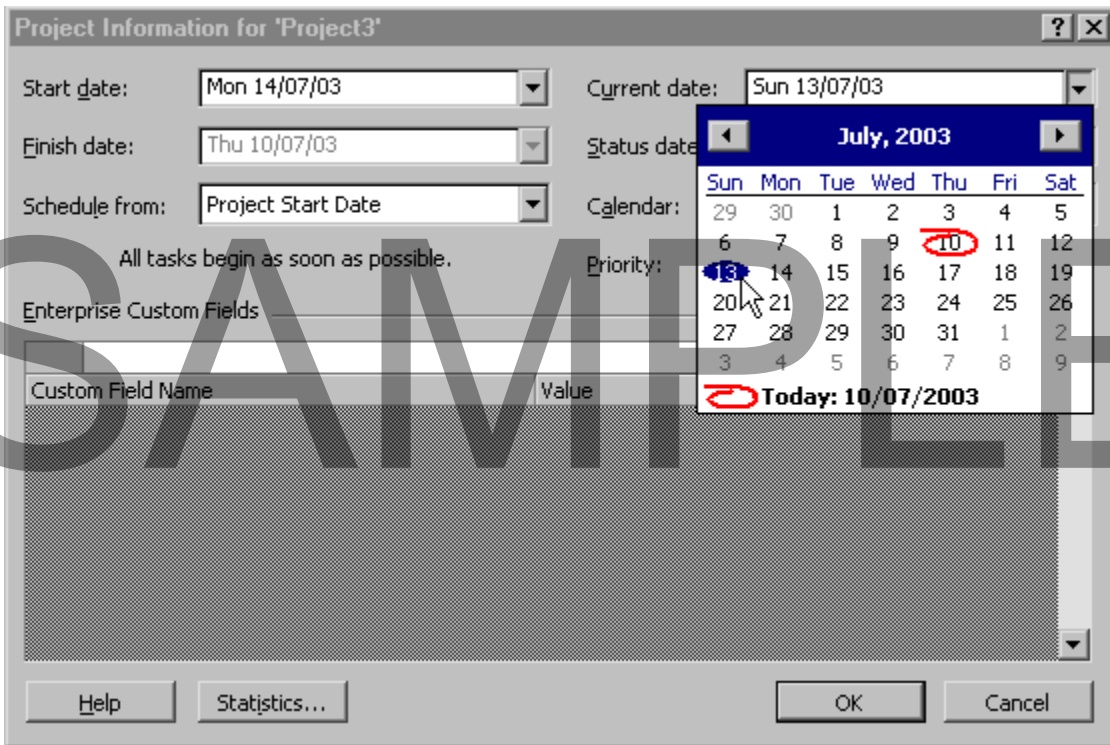 Project Information for 'Project3'
? X
Start date: Mon 14/07/03 Current date: Sun 13/07/03
Finish date: Thu 10/07/03 Status date
Schedule from: Project Start Date Calendar:
All tasks begin as soon as possible. Priority:
Enterprise Custom Fields
Custom Field Name Value
July, 2003
Sun Mon Tue Wed Thu Fri Sat
29 30 1 2 3 4 5
6 7 8 9 10 11 12
13 14 15 16 17 18 19
20 21 22 23 24 25 26
27 28 29 30 31 1 2
3 4 5 6 7 8 9
Today: 10/07/2003
SAMPLE
Help Statistics... OK Cancel